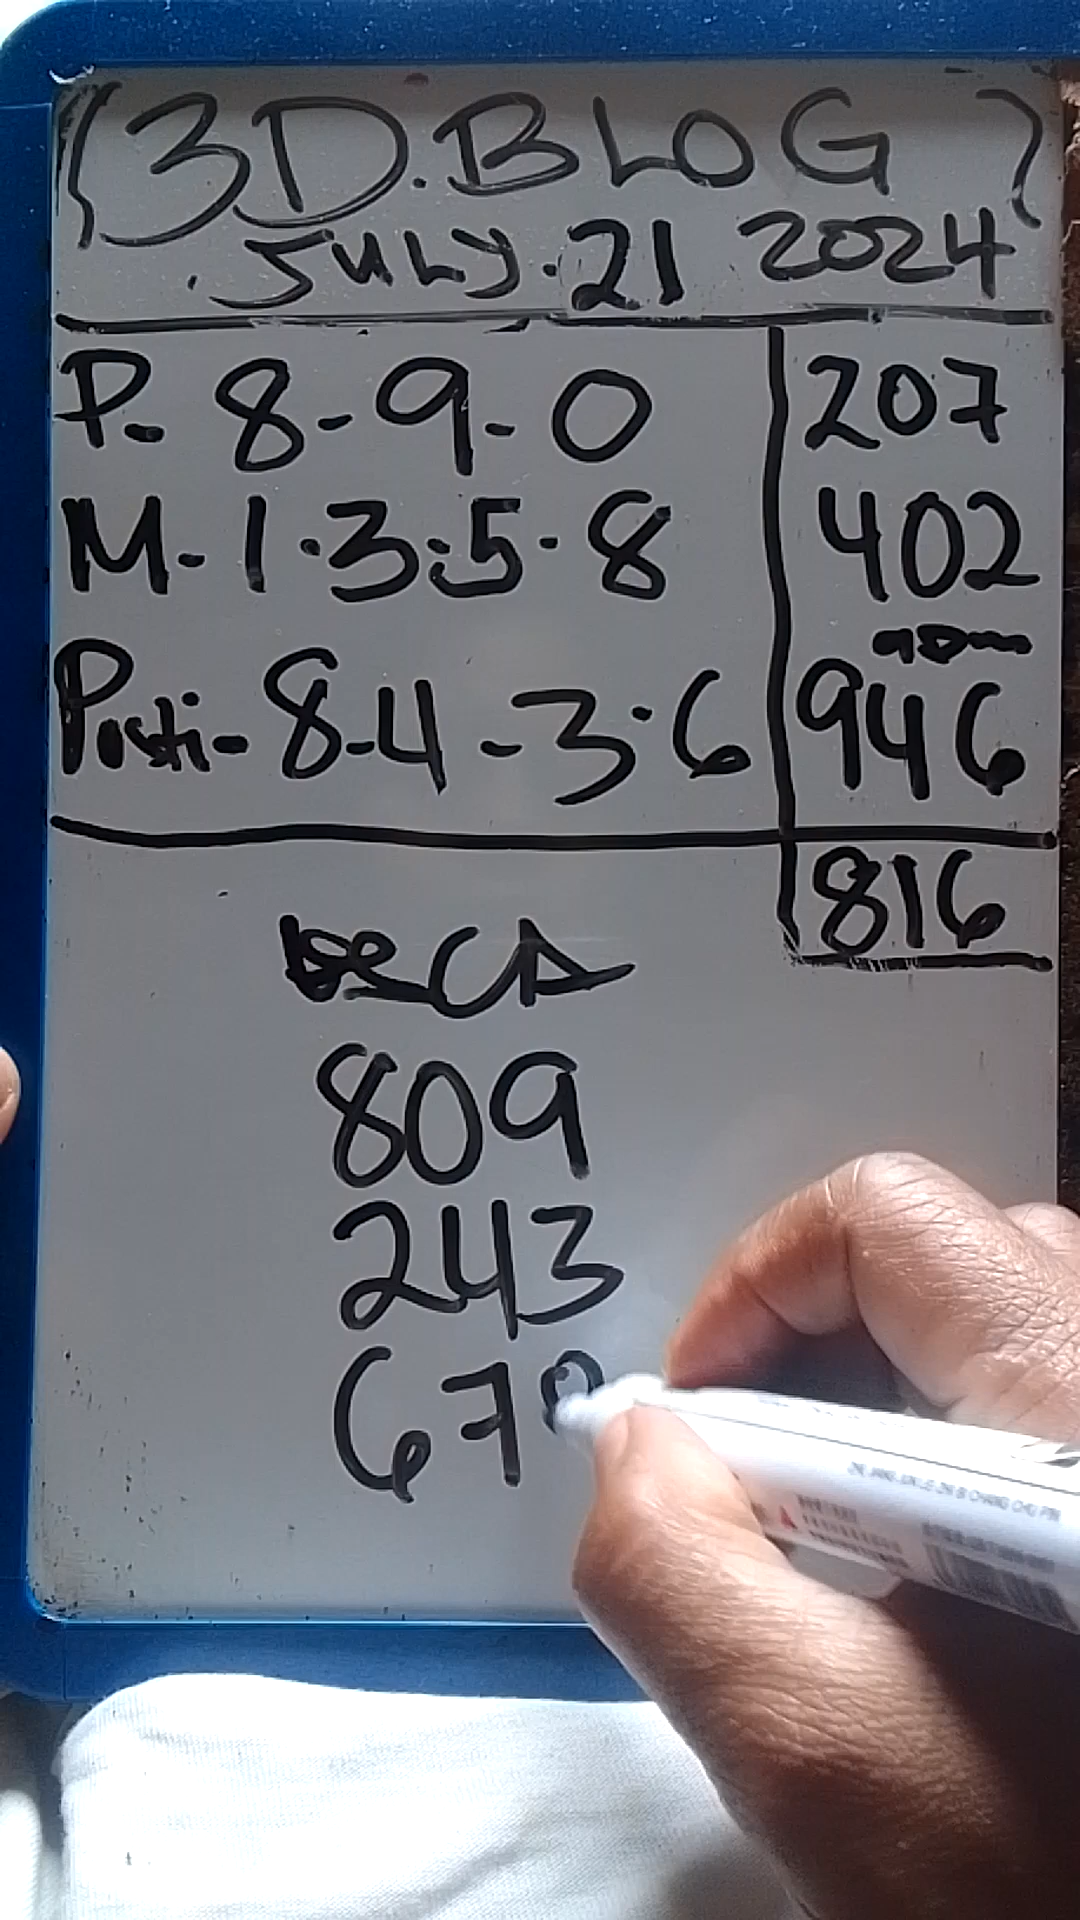 (3D.BLOG)
.JULY.21 2024
P- 8-9-0
207
M-1.3:5.8
402
Posti-8-4-3.6
946
816
809
243
67